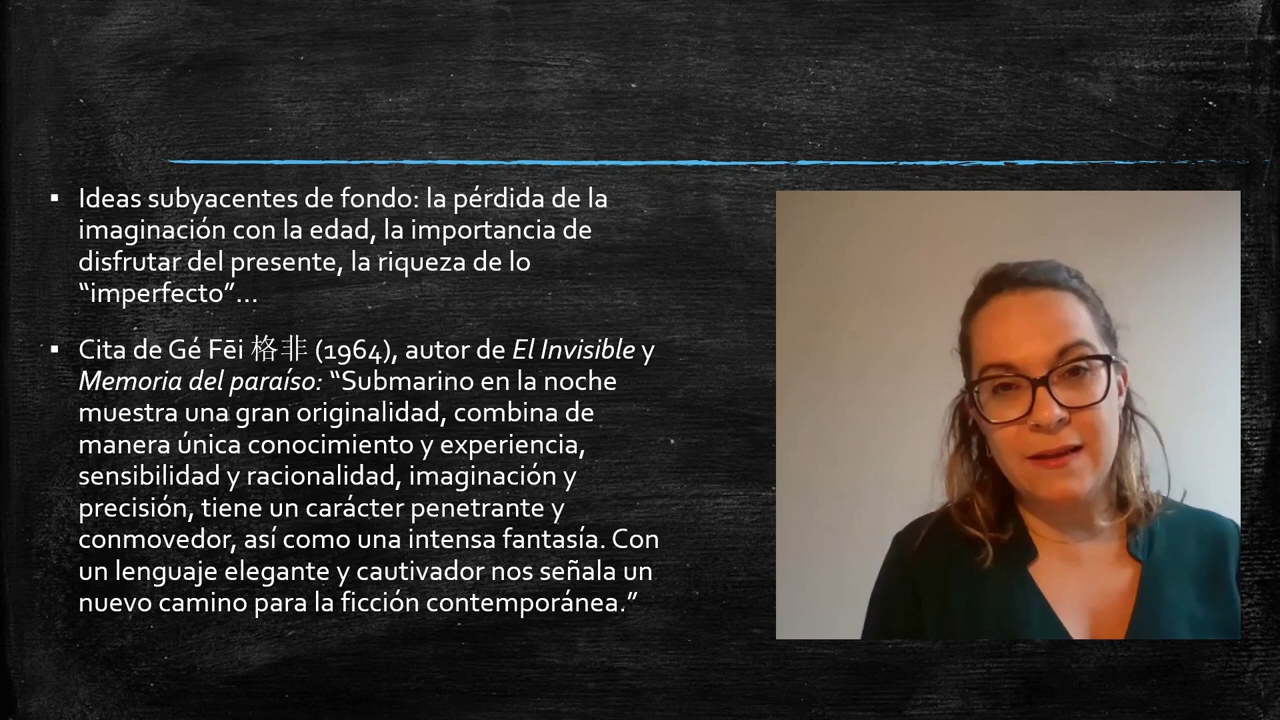 ▪ Ideas subyacentes de fondo: la pérdida de la
imaginación con la edad, la importancia de
disfrutar del presente, la riqueza de lo
“imperfecto”...
▪ Cita de Gé Fēi 格非 (1964), autor de El Invisible y
Memoria del paraíso: “Submarino en la noche
muestra una gran originalidad, combina de
manera única conocimiento y experiencia,
sensibilidad y racionalidad, imaginación y
precisión, tiene un carácter penetrante y
conmovedor, así como una intensa fantasía. Con
un lenguaje elegante y cautivador nos señala un
nuevo camino para la ficción contemporánea.”